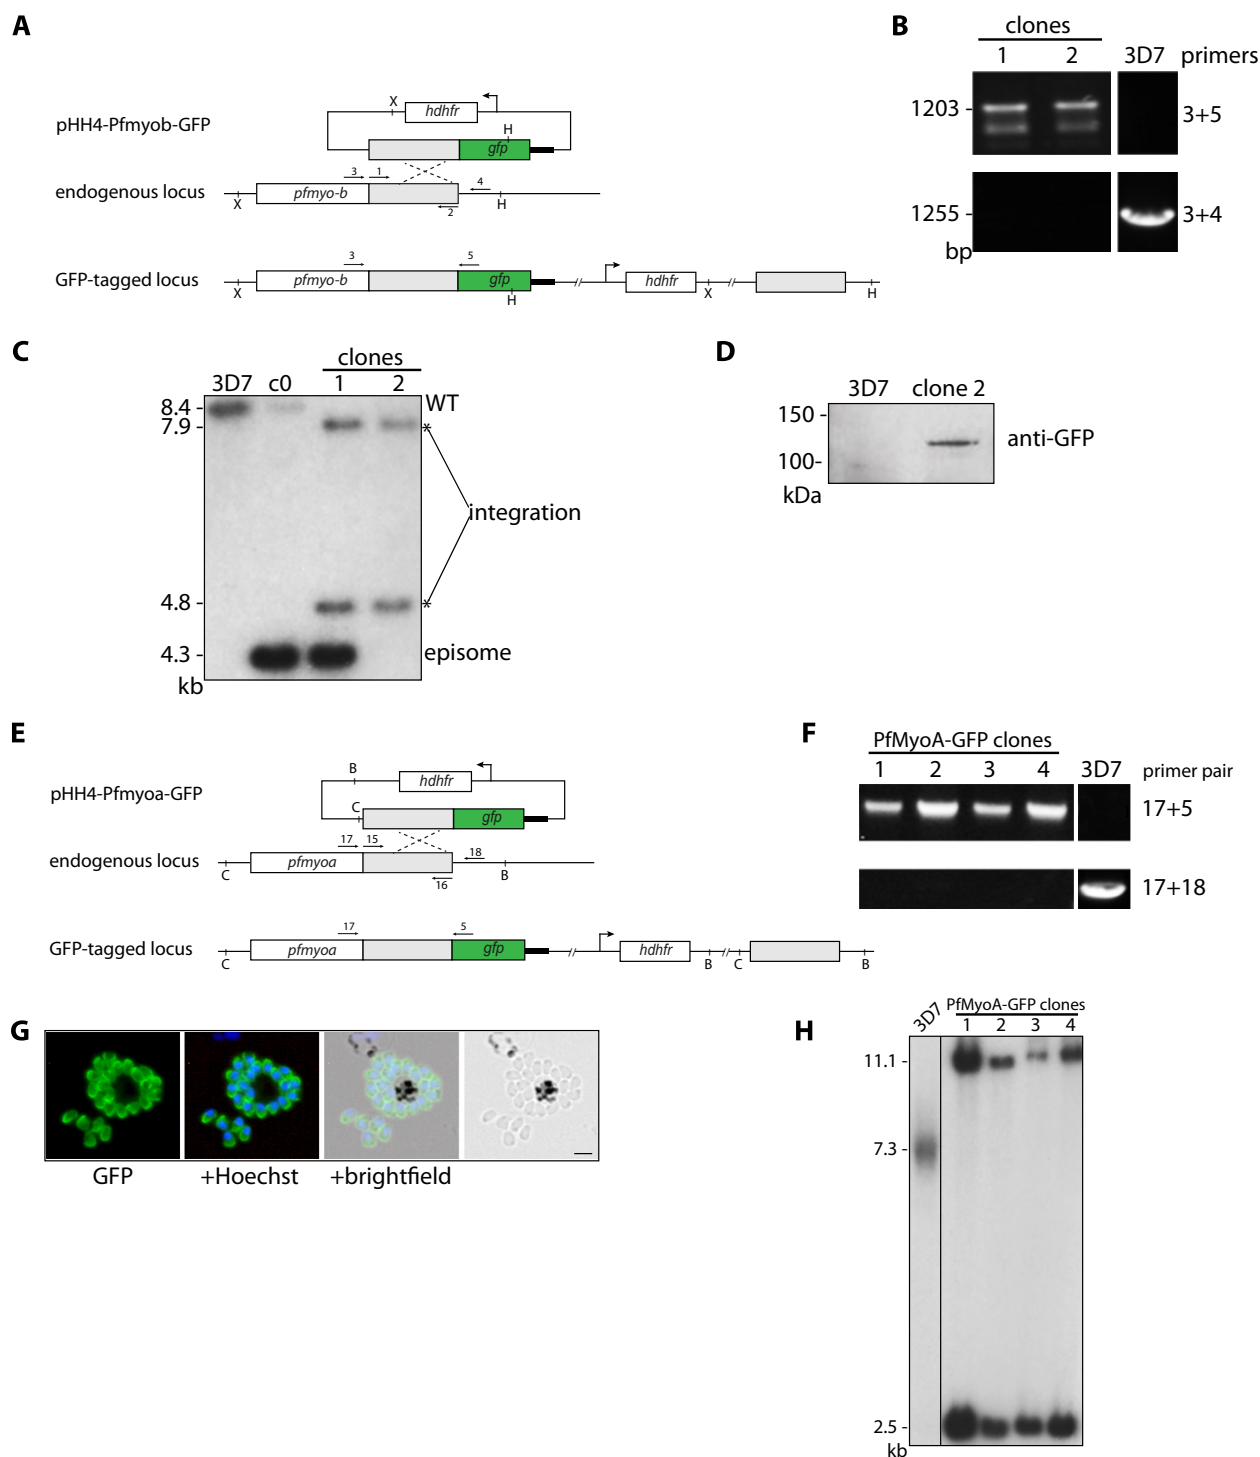 A
X
hdhfr
pHH4-Pfmyob-GFP
H
gfp
3 1 4
endogenous locus
pfmyo-b
X 2 H
3 5
GFP-tagged locus
pfmyo-b gfp hdhfr
X H X H
B
clones
1 2 3D7 primers
1203 - 3+5
1255 - 3+4
bp
C
clones
3D7 c0 1 2
8.4 - WT
7.9 - *
integration
4.8 - *
4.3 - episome
kb
D
3D7 clone 2
150 -
anti-GFP
100-
kDa
E
B
hdhfr
pHH4-Pfmyoa-GFP
C
gfp
17 15 18
endogenous locus
pfmyoa
C 16 B
17 5
GFP-tagged locus
pfmyoa gfp // hdhfr //
C B C B
F
PfMyoA-GFP clones
1 2 3 4 3D7 primer pair
17+5
17+18
G
GFP +Hoechst +brightfield
H
PfMyoA-GFP clones
3D7 1 2 3 4
11.1 -
7.3 -
2.5 -
kb